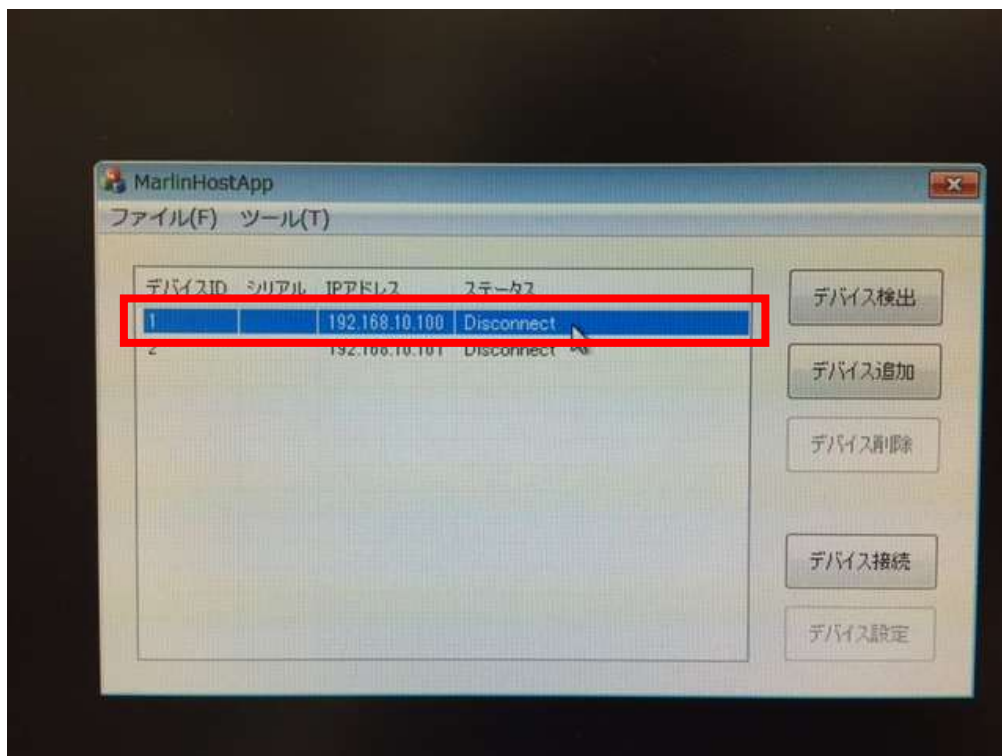 MarlinHostApp
ファイル(F) ツール(T)
デバイスID シリアル IPアドレス ステータス
1 192.168.10.100 Disconnect
2 192.168.10.101 Disconnect
デバイス検出
デバイス追加
デバイス削除
デバイス接続
デバイス設定